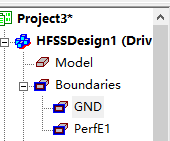 Project3*
HFSSDesign1 (Driv
Model
Boundaries
GND
PerfE1